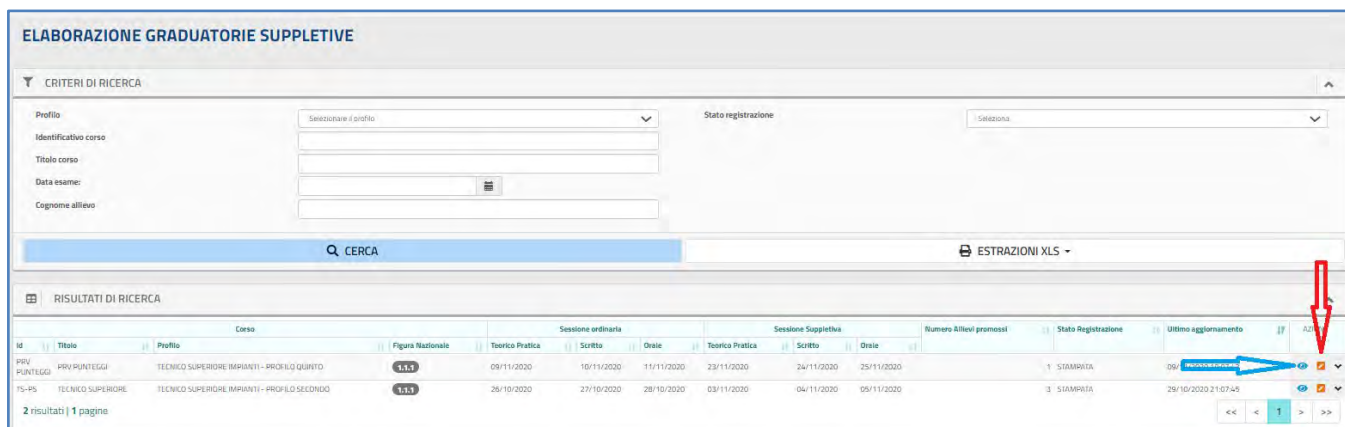 ELABORAZIONE GRADUATORIE SUPPLETIVE
CRITERI DI RICERCA
Profilo Selezionare il profilo Stato registrazione Seleziona
Identificativo corso
Titolo corso
Data esame:
Cognome allievo
CERCA ESTRAZIONI XLS
RISULTATI DI RICERCA
Corso Sessione ordinaria Sessione Suppletiva Numero Allievi promossi Stato Registrazione Ultimo aggiornamento
Id Titolo Profilo Figura Nazionale Teorico Pratica Scritto Orale Teorico Pratica Scritto Orale
PRV PUNTEGGI PRV PUNTEGGI TECNICO SUPERIORE IMPIANTI - PROFILO QUINTO 1.1.1 09/11/2020 10/11/2020 11/11/2020 23/11/2020 24/11/2020 25/11/2020 1 STAMPATA
TS-PS TECNICO SUPERIORE TECNICO SUPERIORE IMPIANTI - PROFILO SECONDO 1.1.1 26/10/2020 27/10/2020 28/10/2020 03/11/2020 04/11/2020 05/11/2020 3 STAMPATA 29/10/2020 21:07:45
2 risultati | 1 pagine << < 1 > >>